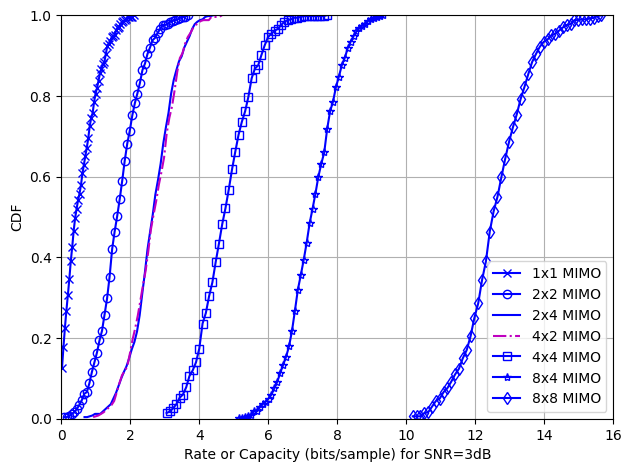 1.0
0.8
0.6
0.4
0.2
0.0
CDF
0
2
4
6
8
10
12
14
16
Rate or Capacity (bits/sample) for SNR=3dB
1x1 MIMO
2x2 MIMO
2x4 MIMO
4x2 MIMO
4x4 MIMO
8x4 MIMO
8x8 MIMO